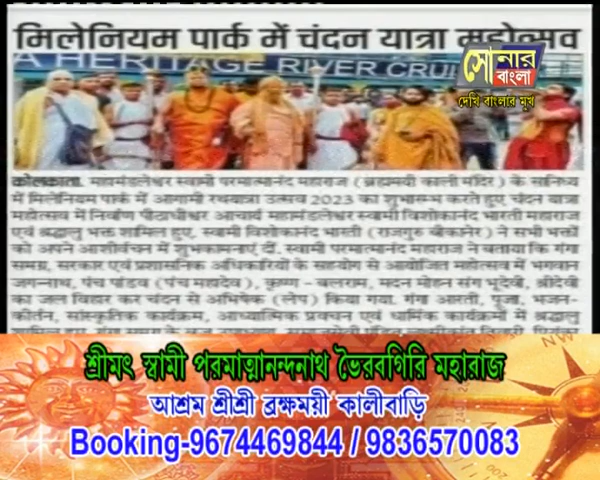 मिलेनियम पार्क में चंदन यात्रा महोत्सव
A HERITAGE RIVER CRUI
সোনার
বাংলা
দেখি বাংলার মুখ
कोलकाता. महामंडलेश्वर स्वामी परमात्मानंद महाराज (ब्रह्ममयी काली मंदिर) के सानिध्य
में मिलेनियम पार्क में आगामी रथयात्रा उत्सव 2023 का शुभारम्भ करते हुए चंदन यात्रा
महोत्सव में निर्वाण पीठाधीश्वर आचार्य महामंडलेश्वर स्वामी विशोकानंद भारती महाराज
एवं श्रद्धालु भक्त शामिल हुए. स्वामी विशोकानंद भारती (राजगुरु बीकानेर) ने सभी भक्तों
को अपने आशीर्वचन में शुभकामनाएं दीं. स्वामी परमात्मानंद महाराज ने बताया कि गंगा
समग्र, सरकार एवं प्रशासनिक अधिकारियों के सहयोग से आयोजित महोत्सव में भगवान
जगन्नाथ, पंच पांडव (पंच महादेव), कृष्ण - बलराम, मदन मोहन संग भूदेवी, श्रीदेवी
का जल विहार कर चंदन से अभिषेक (लेप) किया गया. गंगा आरती, पूजा, भजन-
कीर्तन, सांस्कृतिक कार्यक्रम, आध्यात्मिक प्रवचन एवं धार्मिक कार्यक्रमों में श्रद्धालु
শ্রীমৎ স্বামী পরমাত্মানন্দনাথ ভৈরবগিরি মহারাজ
আশ্রম শ্রীশ্রী ব্রহ্মময়ী কালীবাড়ি
Booking-9674469844 / 9836570083